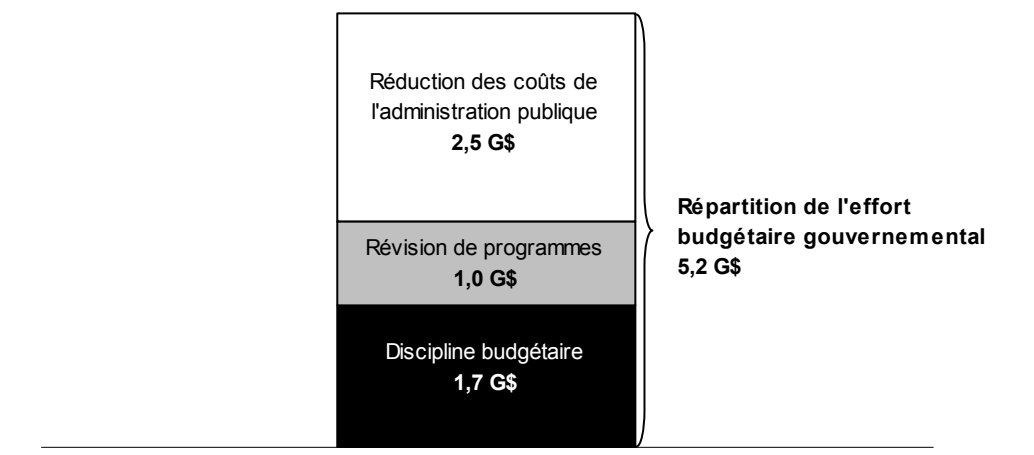 Réduction des coûts de
l'administration publique
2,5 G$
Révision de programmes
1,0 G$
Discipline budgétaire
1,7 G$
Répartition de l'effort
budgétaire gouvernemental
5,2 G$